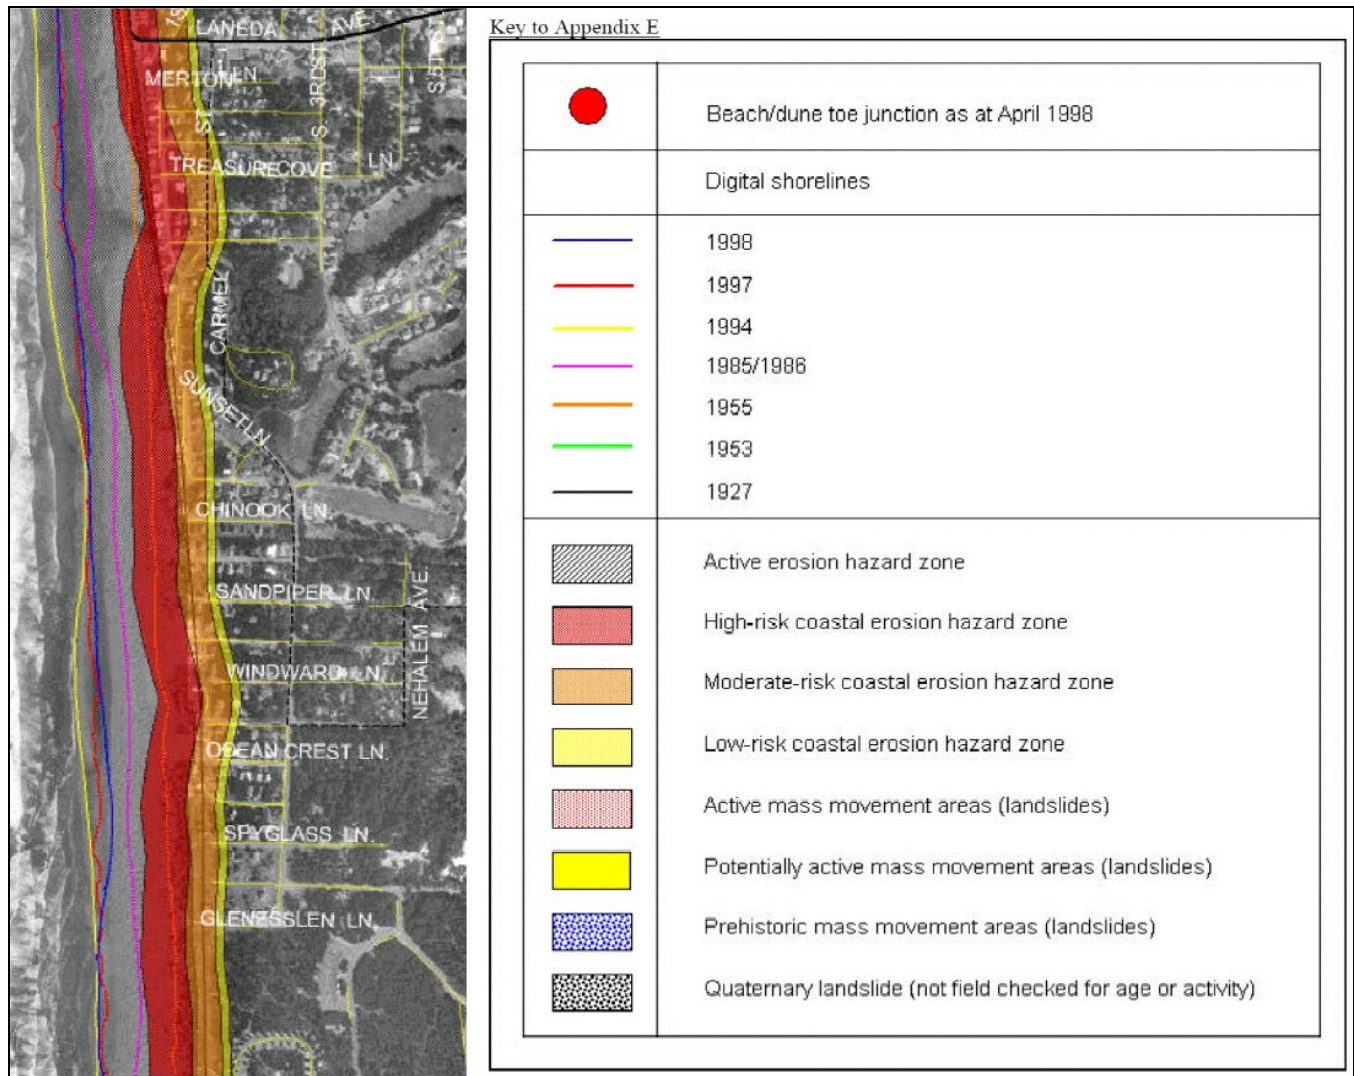 1S
LANEDA AVE.
MERTON LN
ST
S 3RDST
S 5TH S
TREASURECOVE LN.
CARMEL
SUNSET LN.
CHINOOK LN.
SANDPIPER LN.
NEHALEM AVE.
WINDWARD LN.
OCEAN CREST LN.
SPYGLASS LN.
GLENESSLEN LN.
Key to Appendix E
Beach/dune toe junction as at April 1998
Digital shorelines
1998
1997
1994
1985/1986
1955
1953
1927
Active erosion hazard zone
High-risk coastal erosion hazard zone
Moderate-risk coastal erosion hazard zone
Low-risk coastal erosion hazard zone
Active mass movement areas (landslides)
Potentially active mass movement areas (landslides)
Prehistoric mass movement areas (landslides)
Quaternary landslide (not field checked for age or activity)